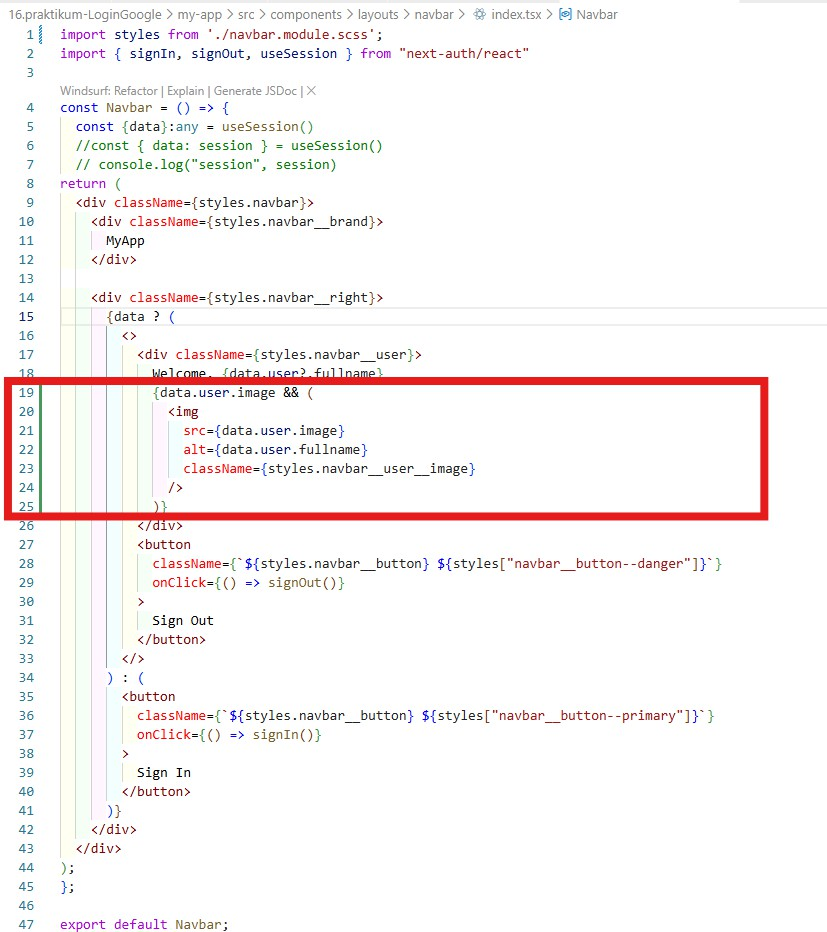 16.praktikum-LoginGoogle > my-app > src > components > layouts > navbar > index.tsx > Navbar
1 import styles from './navbar.module.scss';
2 import { signIn, signOut, useSession } from "next-auth/react"
3
Windsurf: Refactor | Explain | Generate JSDoc | X
4 const Navbar = () => {
5   const {data}:any = useSession()
6   //const { data: session } = useSession()
7   // console.log("session", session)
8 return (
9   <div className={styles.navbar}>
10     <div className={styles.navbar__brand}>
11       MyApp
12     </div>
13
14     <div className={styles.navbar__right}>
15       {data ? (
16         <>
17           <div className={styles.navbar__user}>
18             Welcome, {data.user?.fullname}
19             {data.user.image && (
20               <img
21                 src={data.user.image}
22                 alt={data.user.fullname}
23                 className={styles.navbar__user__image}
24               />
25             )}
26           </div>
27           <button
28             className={`${styles.navbar__button} ${styles["navbar__button--danger"]}`}
29             onClick={() => signOut()}
30           >
31             Sign Out
32           </button>
33         </>
34       ) : (
35         <button
36           className={`${styles.navbar__button} ${styles["navbar__button--primary"]}`}
37           onClick={() => signIn()}
38         >
39           Sign In
40         </button>
41       )}
42     </div>
43   </div>
44 );
45 };
46
47 export default Navbar;